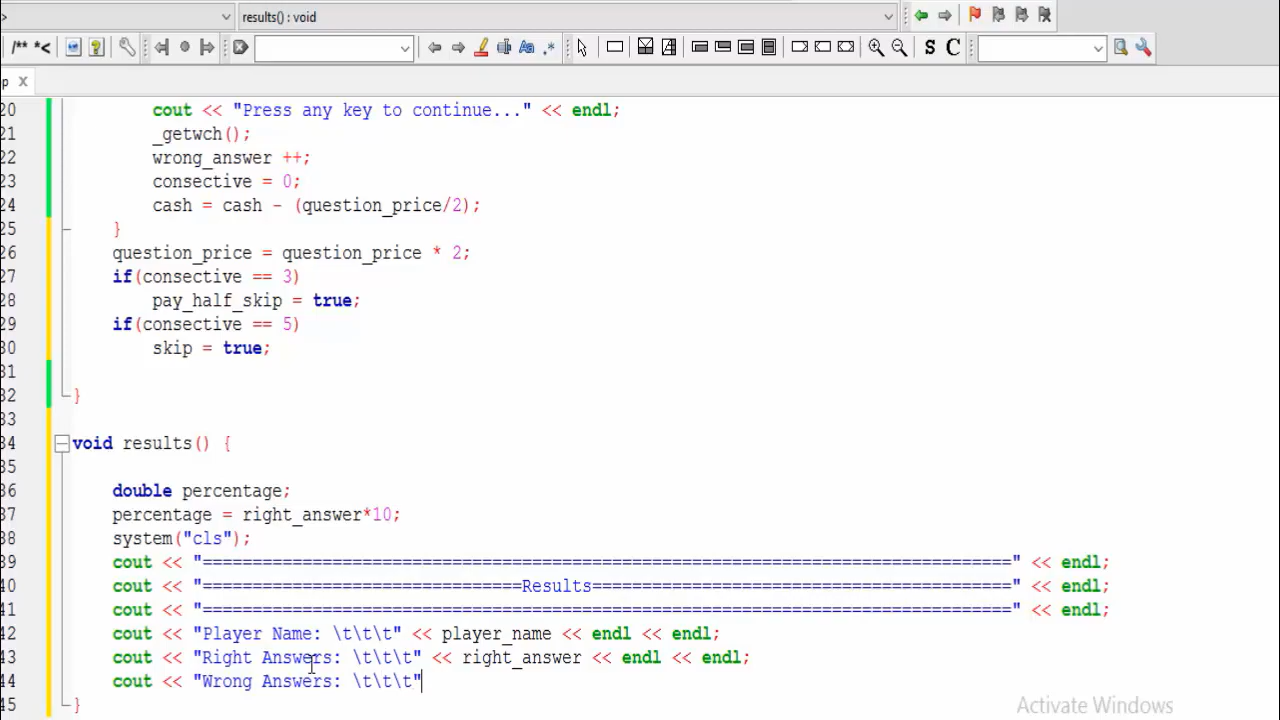 results() : void
/** *<
S C
p X
20 cout << "Press any key to continue..." << endl;
21 _getwch();
22 wrong_answer ++;
23 consective = 0;
24 cash = cash - (question_price/2);
25 }
26 question_price = question_price * 2;
27 if(consective == 3)
28 pay_half_skip = true;
29 if(consective == 5)
30 skip = true;
31
32 }
33
34 void results() {
35
36 double percentage;
37 percentage = right_answer*10;
38 system("cls");
39 cout << "=================================================================================" << endl;
40 cout << "================================Results==========================================" << endl;
41 cout << "=================================================================================" << endl;
42 cout << "Player Name: \t\t\t" << player_name << endl << endl;
43 cout << "Right Answers: \t\t\t" << right_answer << endl << endl;
44 cout << "Wrong Answers: \t\t\t"
45 }
Activate Windows